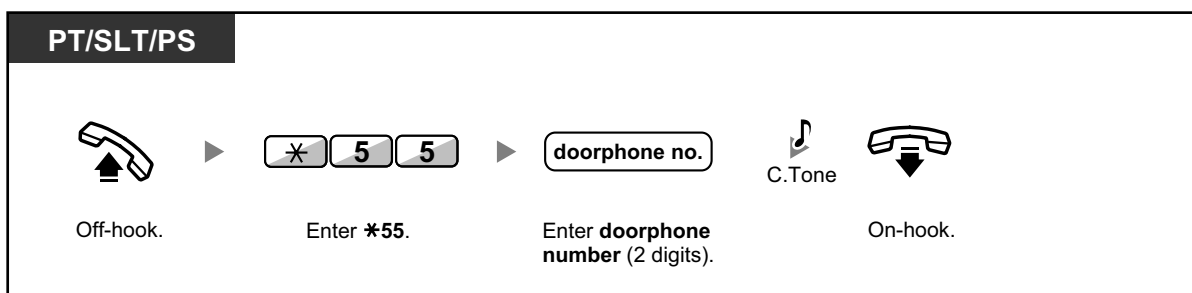 PT/SLT/PS
✳ 5 5
doorphone no.
C.Tone
Off-hook.
Enter ✳55.
Enter doorphone
number (2 digits).
On-hook.